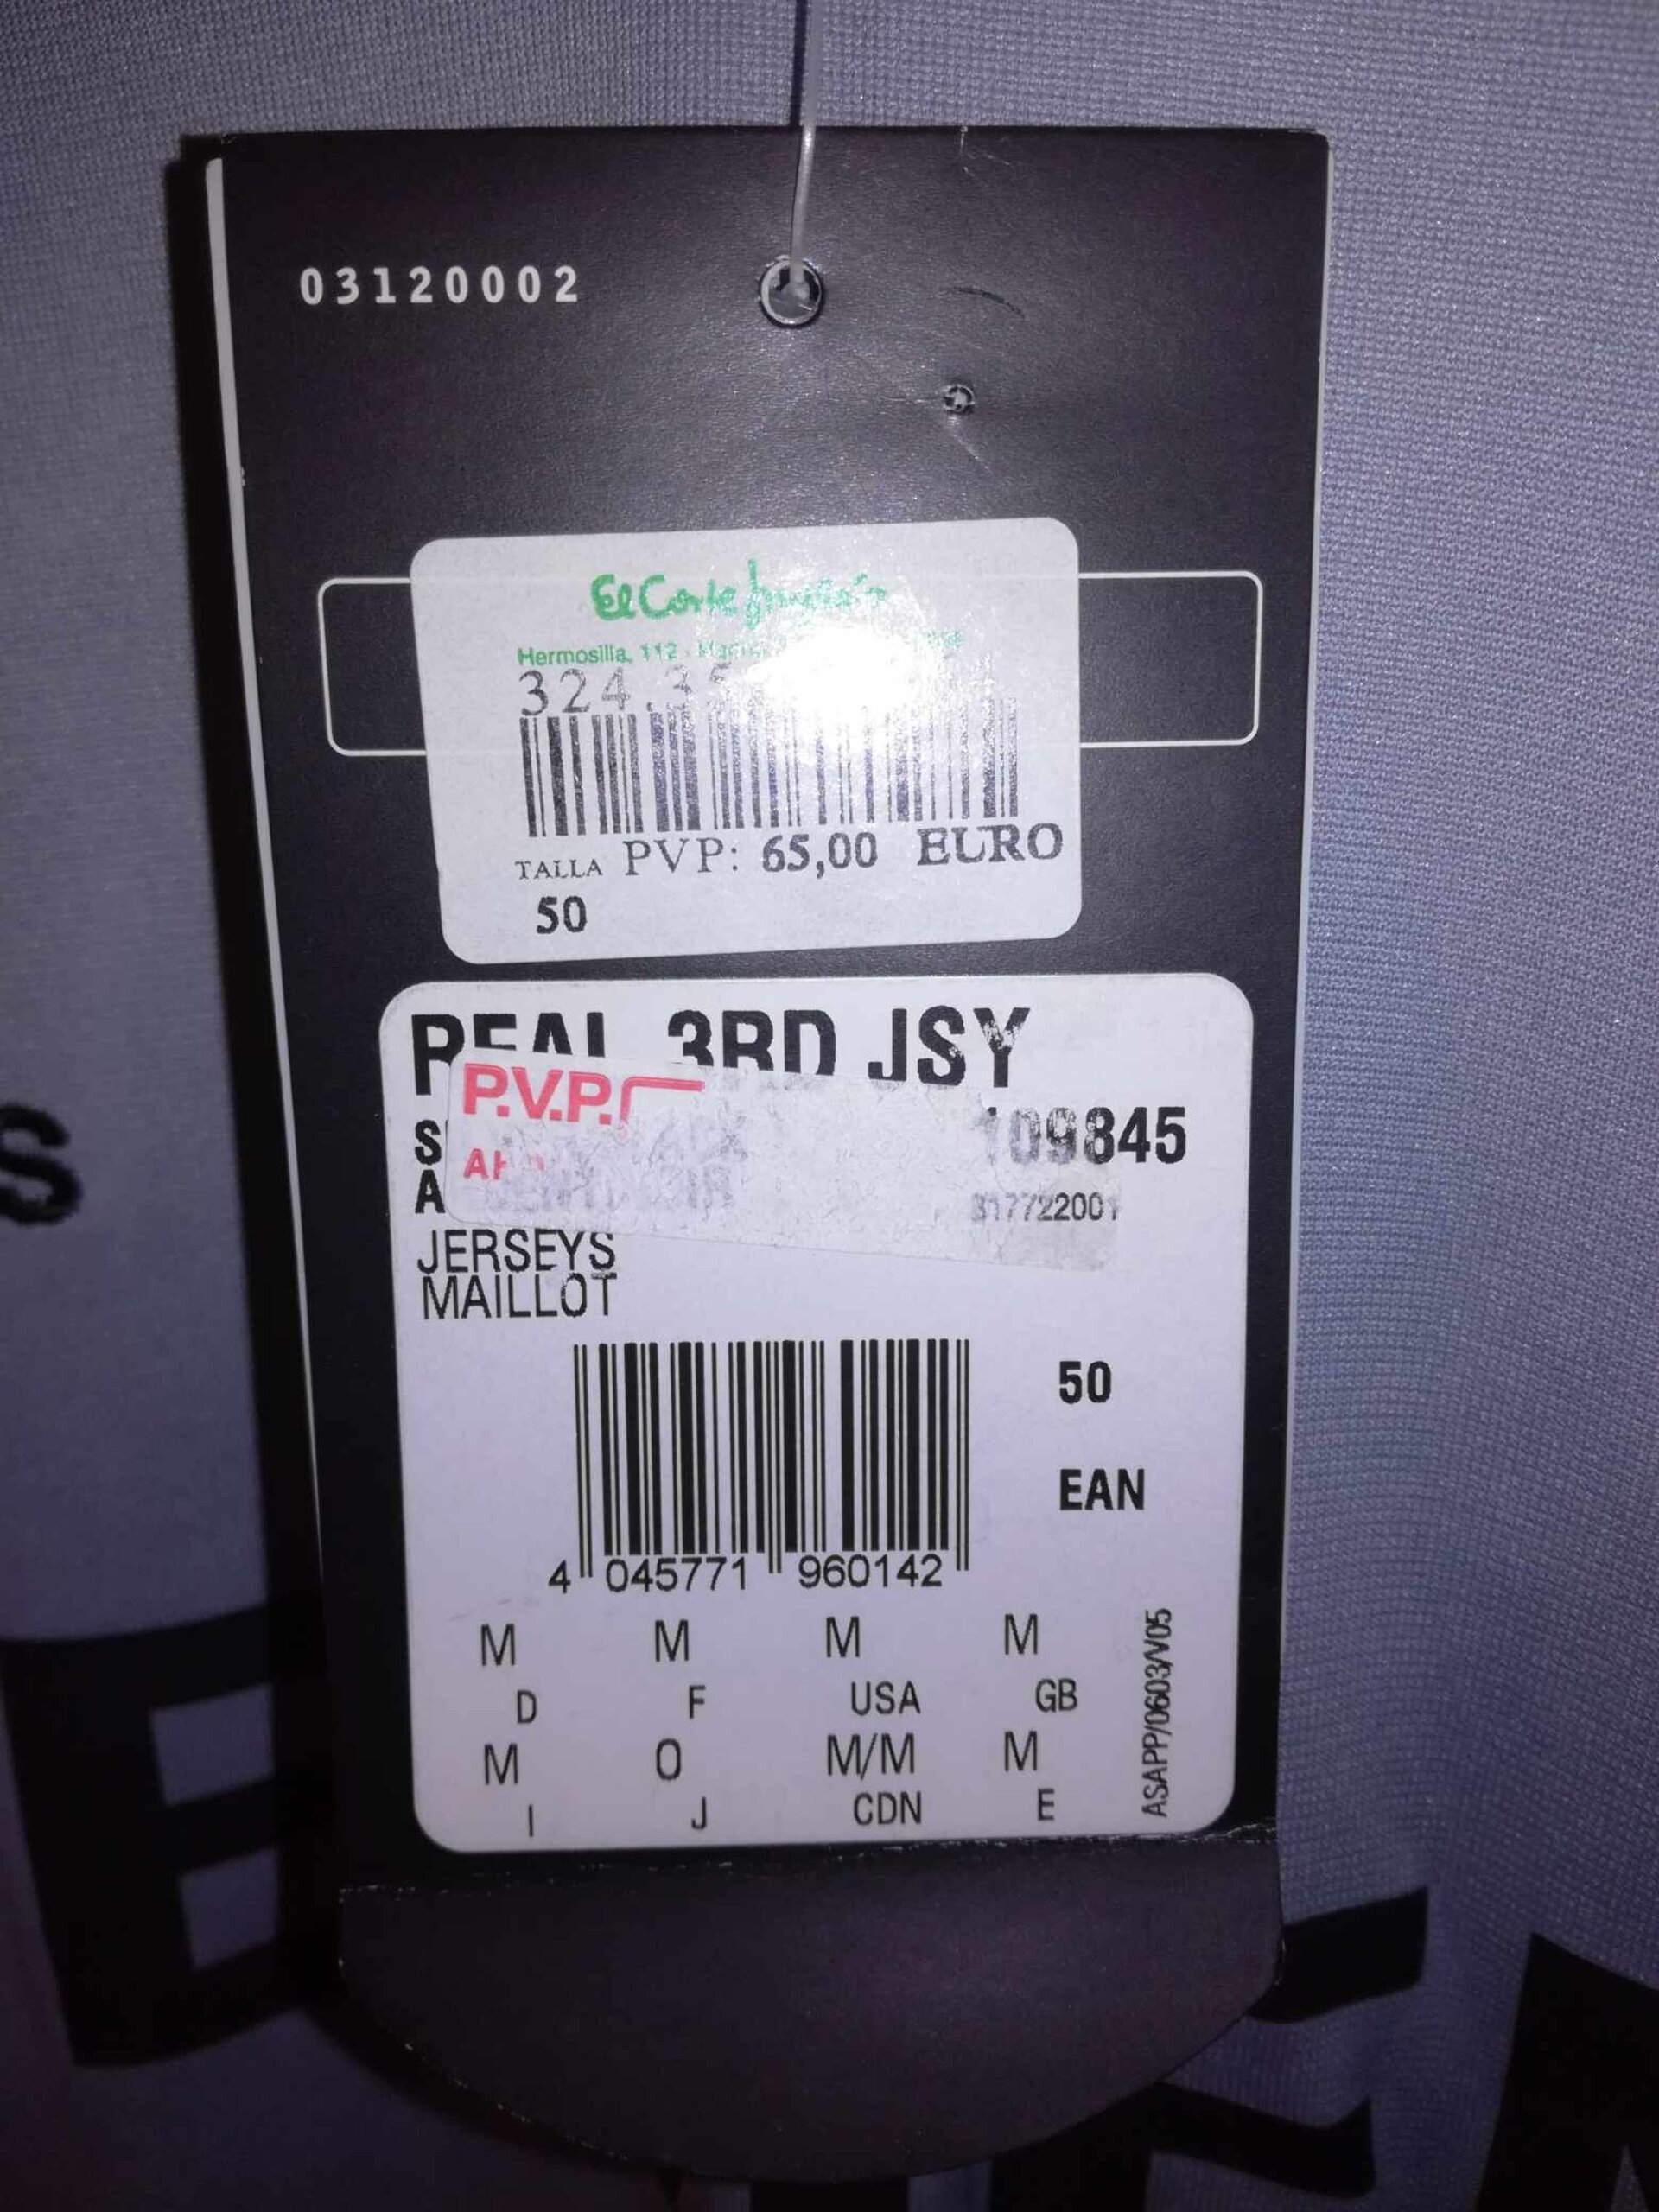 03120002
El Corte Inglés
Hermosilla, 112
324.35
PVP: 65,00 EURO
TALLA
50
REAL 3RD JSY
P.V.P.
S 109845
A 317722001
JERSEYS
MAILLOT
50
EAN
4 045771 960142
M M M M
D F USA GB
M O M/M M
I J CDN E
ASAPP/0603/V05
S
E